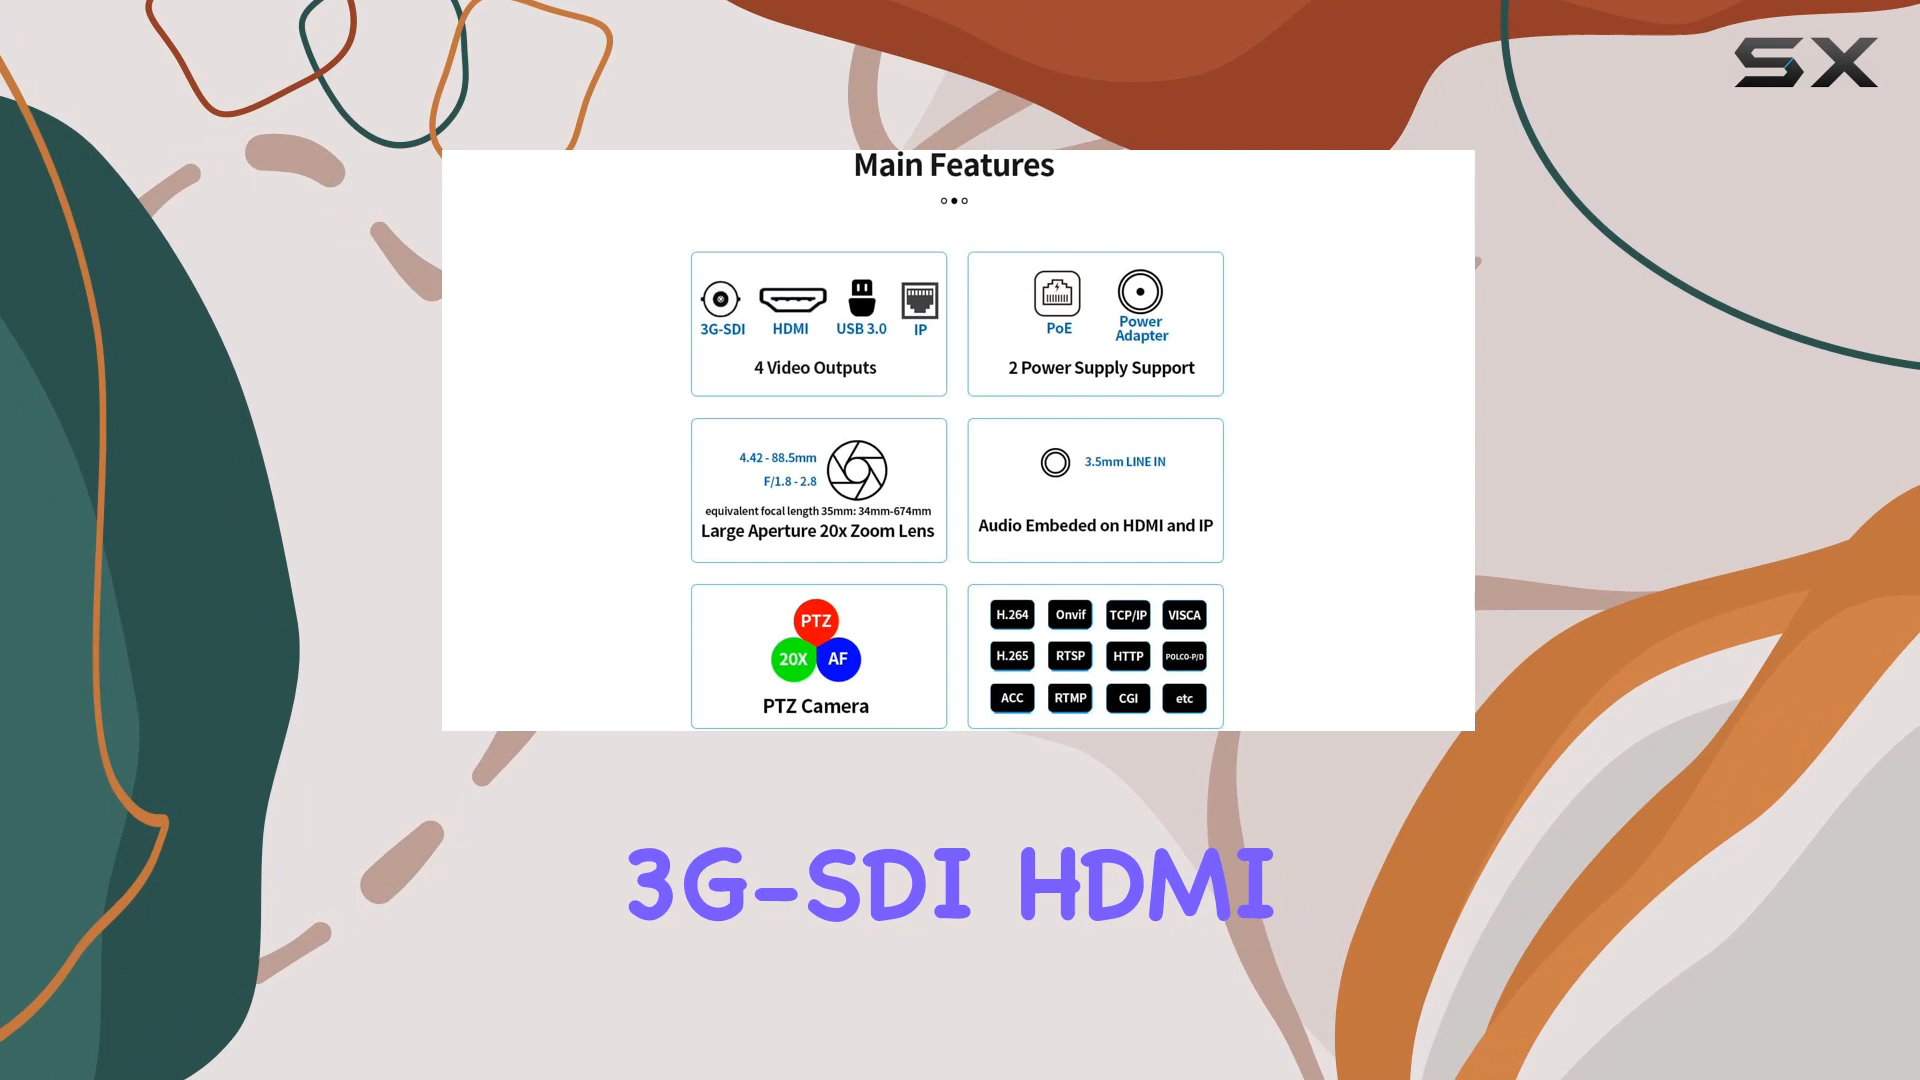 SX
Main Features
3G-SDI HDMI USB 3.0 IP
4 Video Outputs
PoE Power Adapter
2 Power Supply Support
4.42 - 88.5mm
F/1.8 - 2.8
equivalent focal length 35mm: 34mm-674mm
Large Aperture 20x Zoom Lens
3.5mm LINE IN
Audio Embeded on HDMI and IP
PTZ
20X AF
PTZ Camera
H.264 Onvif TCP/IP VISCA
H.265 RTSP HTTP POLCO-P/D
ACC RTMP CGI etc
3G-SDI HDMI